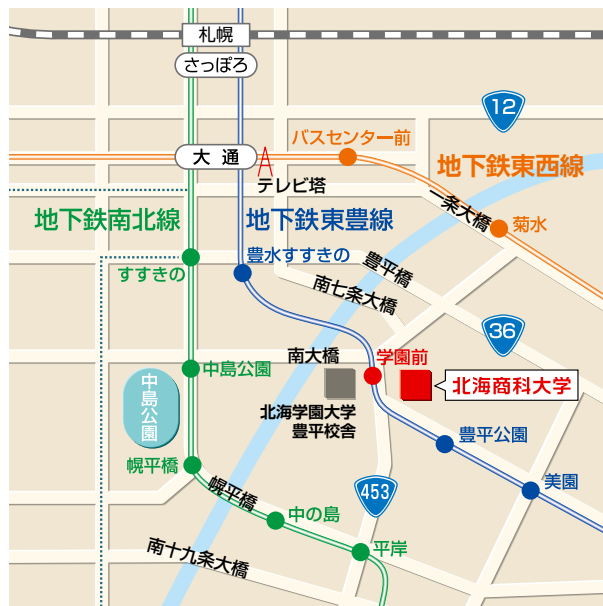 札幌
さっぽろ
12
バスセンター前
大通
地下鉄東西線
テレビ塔
一条大橋
地下鉄南北線
地下鉄東豊線
菊水
豊水すすきの
すすきの
豊平橋
南七条大橋
36
南大橋
学園前
中島公園
北海商科大学
中島公園
北海学園大学
豊平校舎
豊平公園
幌平橋
美園
幌平橋
453
中の島
平岸
南十九条大橋